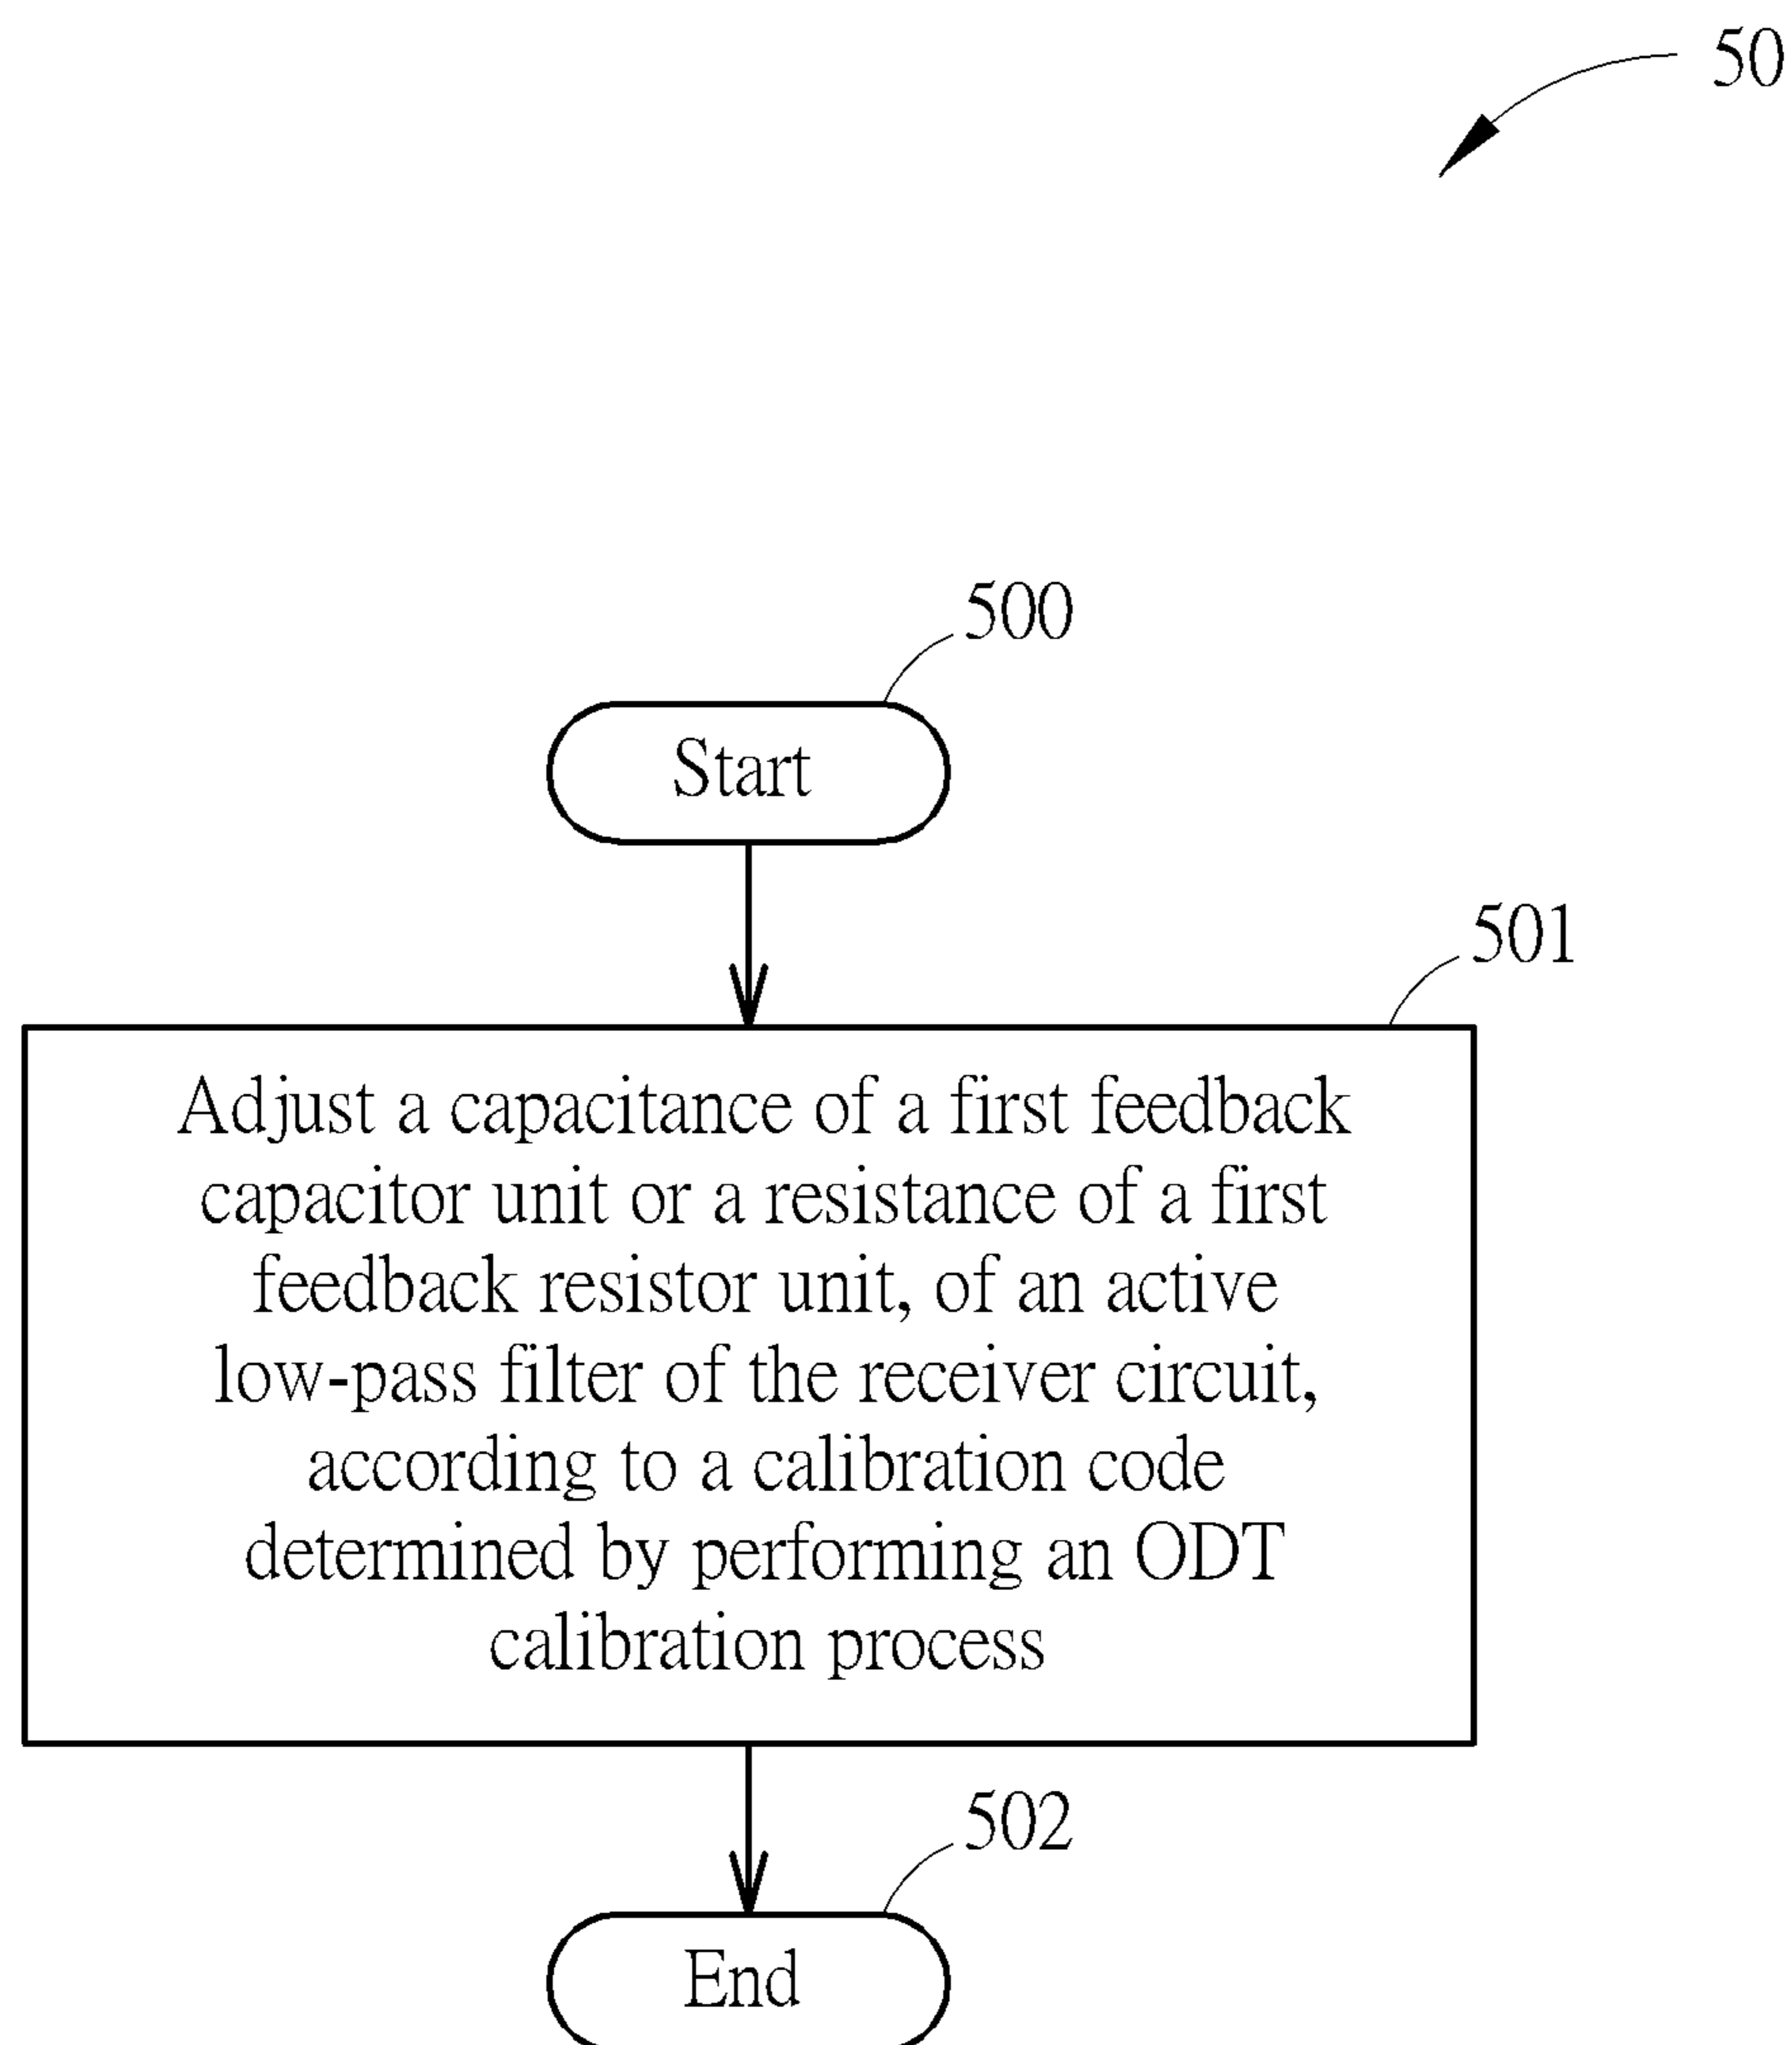 50
500
Start
501
Adjust a capacitance of a first feedback
capacitor unit or a resistance of a first
feedback resistor unit, of an active
low-pass filter of the receiver circuit,
according to a calibration code
determined by performing an ODT
calibration process
502
End